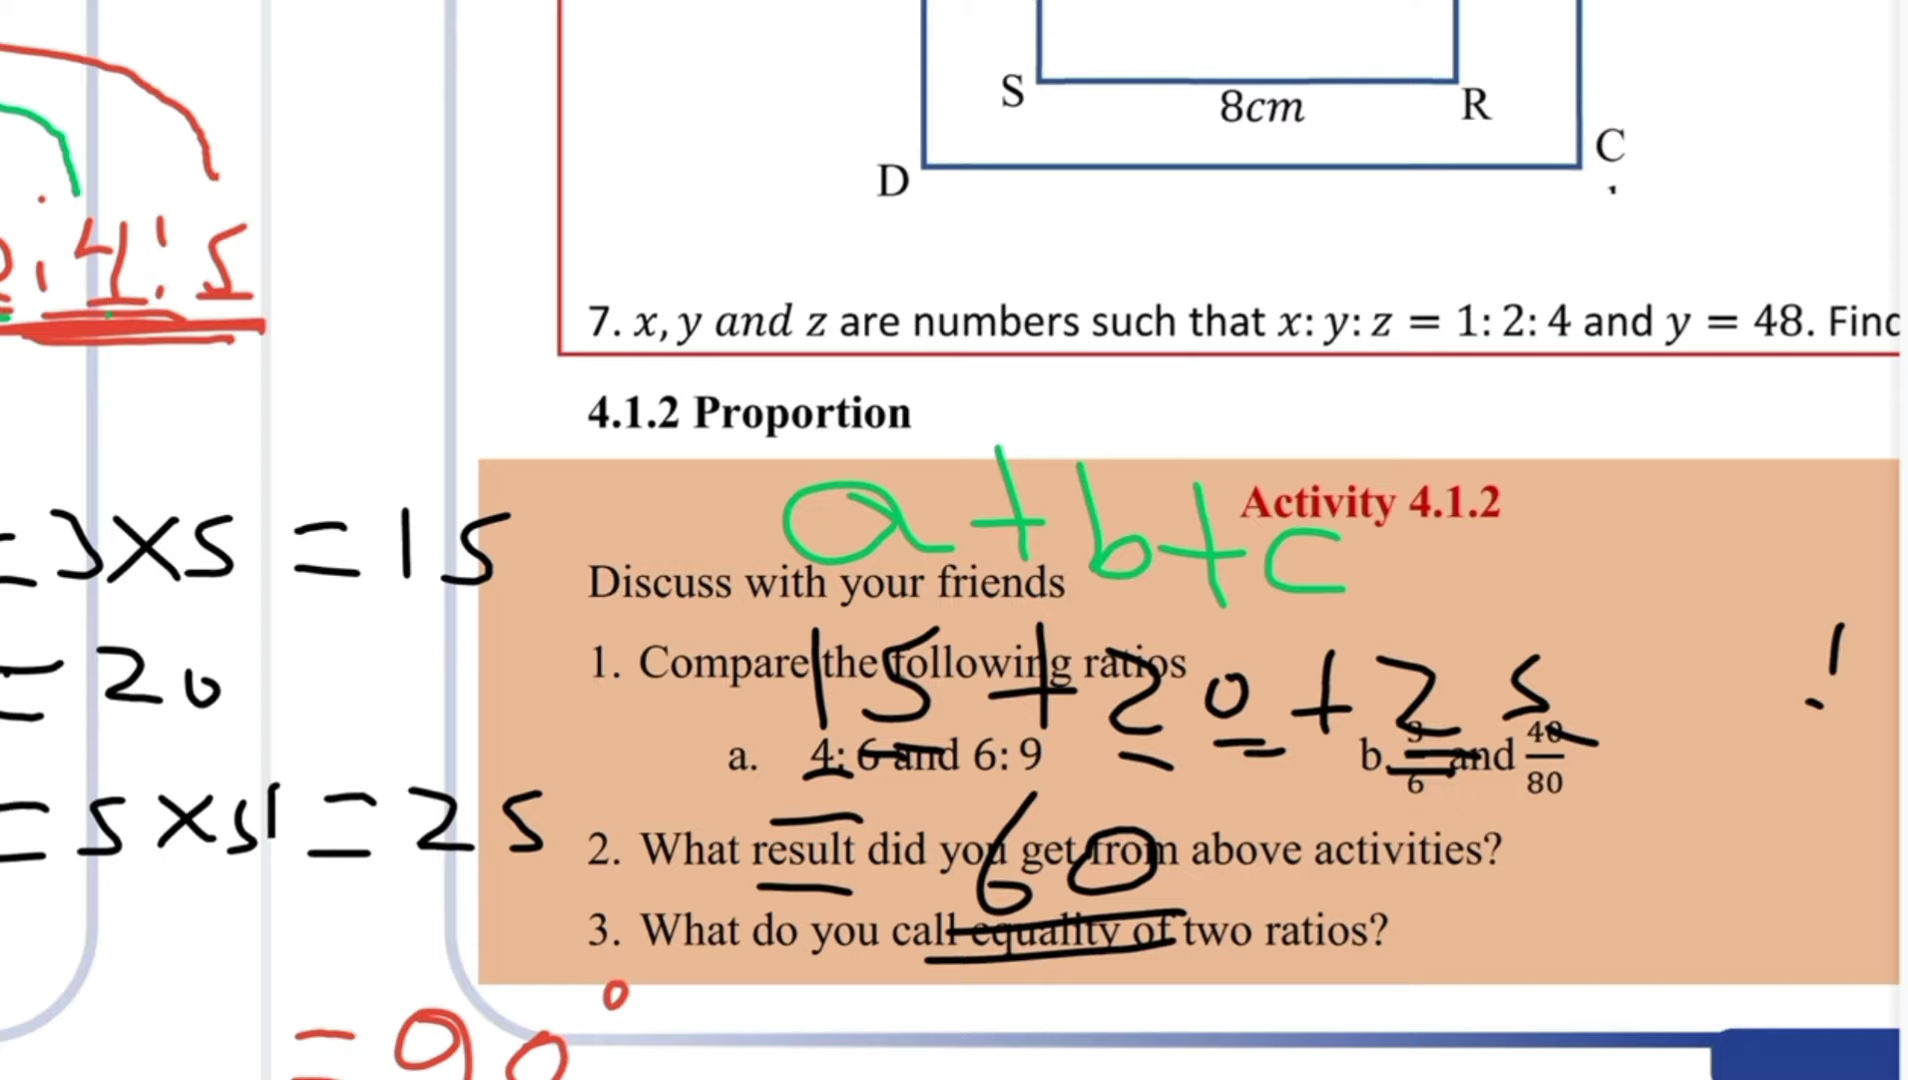 S
8cm
R
C
D
: 4 : 5
7. x, y and z are numbers such that x: y: z = 1: 2: 4 and y = 48. Find
4.1.2 Proportion
a+b+c
Activity 4.1.2
= 3×5 = 15
Discuss with your friends
1. Compare the following ratios
15+20+25
= 20
a. 4: 6 and 6: 9
b. and 40/80
= 5×5 = 25
2. What result did you get from above activities?
60
3. What do you call equality of two ratios?
= 90